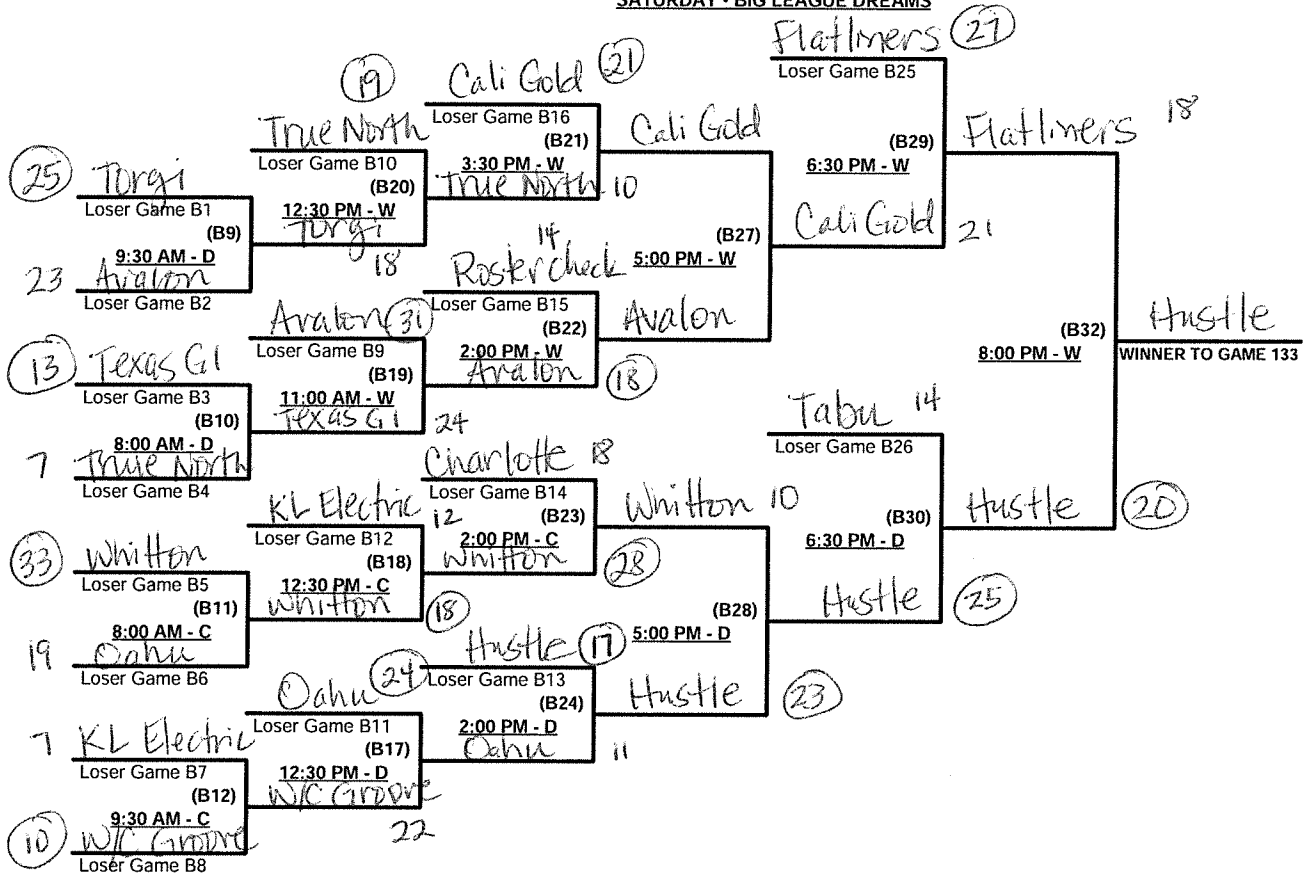 SATURDAY - BIG LEAGUE DREAMS
Flatliners 27
Loser Game B25
19 Cali Gold 21
True North Loser Game B16 Cali Gold
(B21)
3:30 PM - W
True North 10
(B29) Flatliners 18
6:30 PM - W
25 Torgi
Loser Game B10
(B20)
12:30 PM - W
Torgi
18
Loser Game B1
(B9)
9:30 AM - D
23 Avalon
Loser Game B2
(B27)
5:00 PM - W
Cali Gold 21
14
Roster check
Loser Game B15
(B22)
2:00 PM - W
Avalon 18
Avalon
Avalon 31
Loser Game B9
(B19)
11:00 AM - W
Texas G1
24
13 Texas G1
Loser Game B3
(B10)
8:00 AM - D
7 True North
Loser Game B4
(B32)
8:00 PM - W
Hustle
WINNER TO GAME 133
Tabu 14
Loser Game B26
(B30)
6:30 PM - D
Hustle 20
Charlotte 18
Loser Game B14
(B23)
2:00 PM - C
Whitton 28
Whitton 10
KL Electric 12
Loser Game B12
(B18)
12:30 PM - C
Whitton 18
33 Whitton
Loser Game B5
(B11)
8:00 AM - C
19 Oahu
Loser Game B6
(B28)
5:00 PM - D
Hustle 25
Hustle 17
Loser Game B13
(B24)
2:00 PM - D
Oahu 11
Hustle 23
Oahu 24
Loser Game B11
(B17)
12:30 PM - D
W/C Groove
22
7 KL Electric
Loser Game B7
(B12)
9:30 AM - C
10 W/C Groove
Loser Game B8